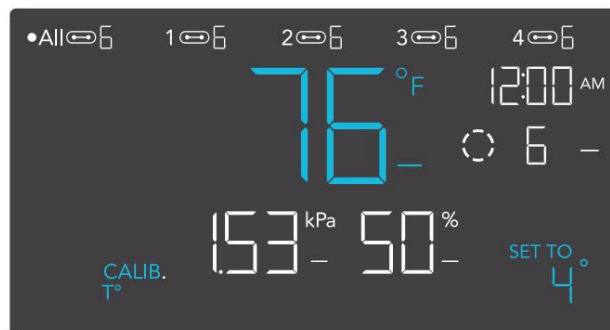 •All 6 1 6 2 6 3 6 4 6
76 °F 12:00 AM
6 –
1.53 kPa – 50 % –
CALIB. T° SET TO 4°